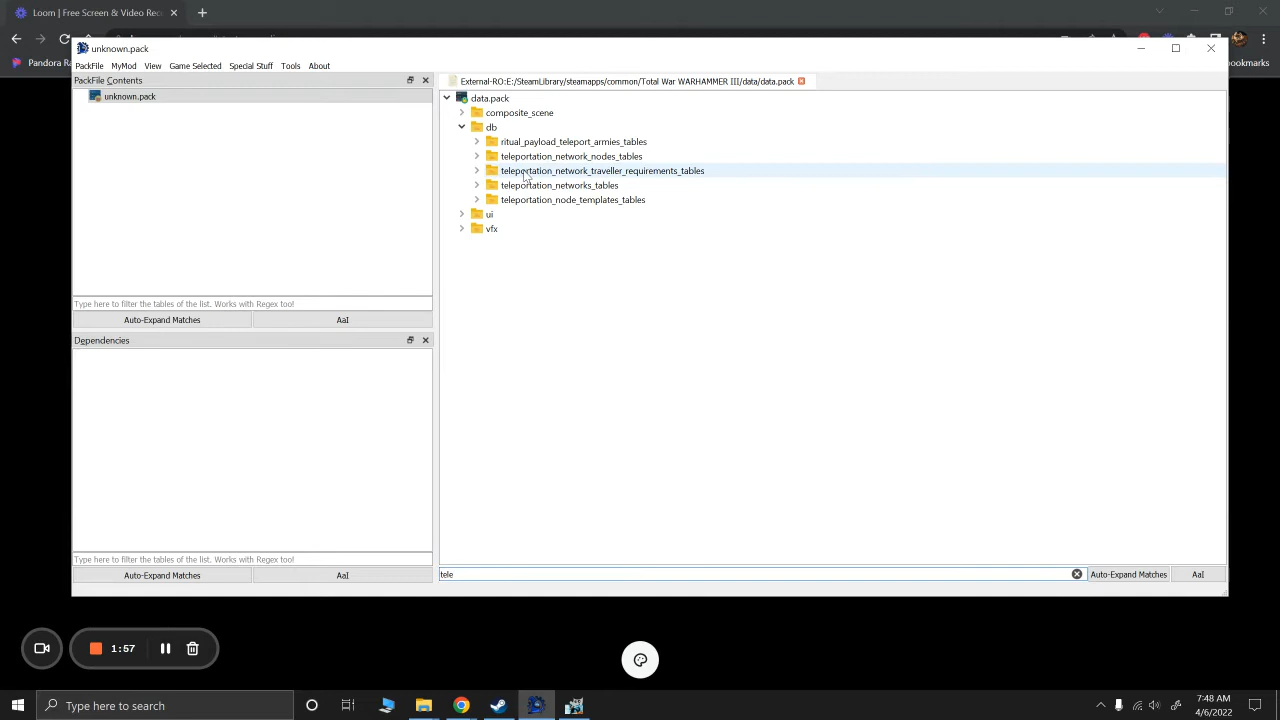 Loom | Free Screen & Video Rec
unknown.pack
Pandora Ra
ookmarks
PackFile MyMod View Game Selected Special Stuff Tools About
PackFile Contents
unknown.pack
Type here to filter the tables of the list. Works with Regex too!
Auto-Expand Matches AaI
Dependencies
Type here to filter the tables of the list. Works with Regex too!
Auto-Expand Matches AaI
External-RO:E:/SteamLibrary/steamapps/common/Total War WARHAMMER III/data/data.pack
data.pack
composite_scene
db
ritual_payload_teleport_armies_tables
teleportation_network_nodes_tables
teleportation_network_traveller_requirements_tables
teleportation_networks_tables
teleportation_node_templates_tables
ui
vfx
tele Auto-Expand Matches AaI
1:57
Type here to search
7:48 AM
4/6/2022